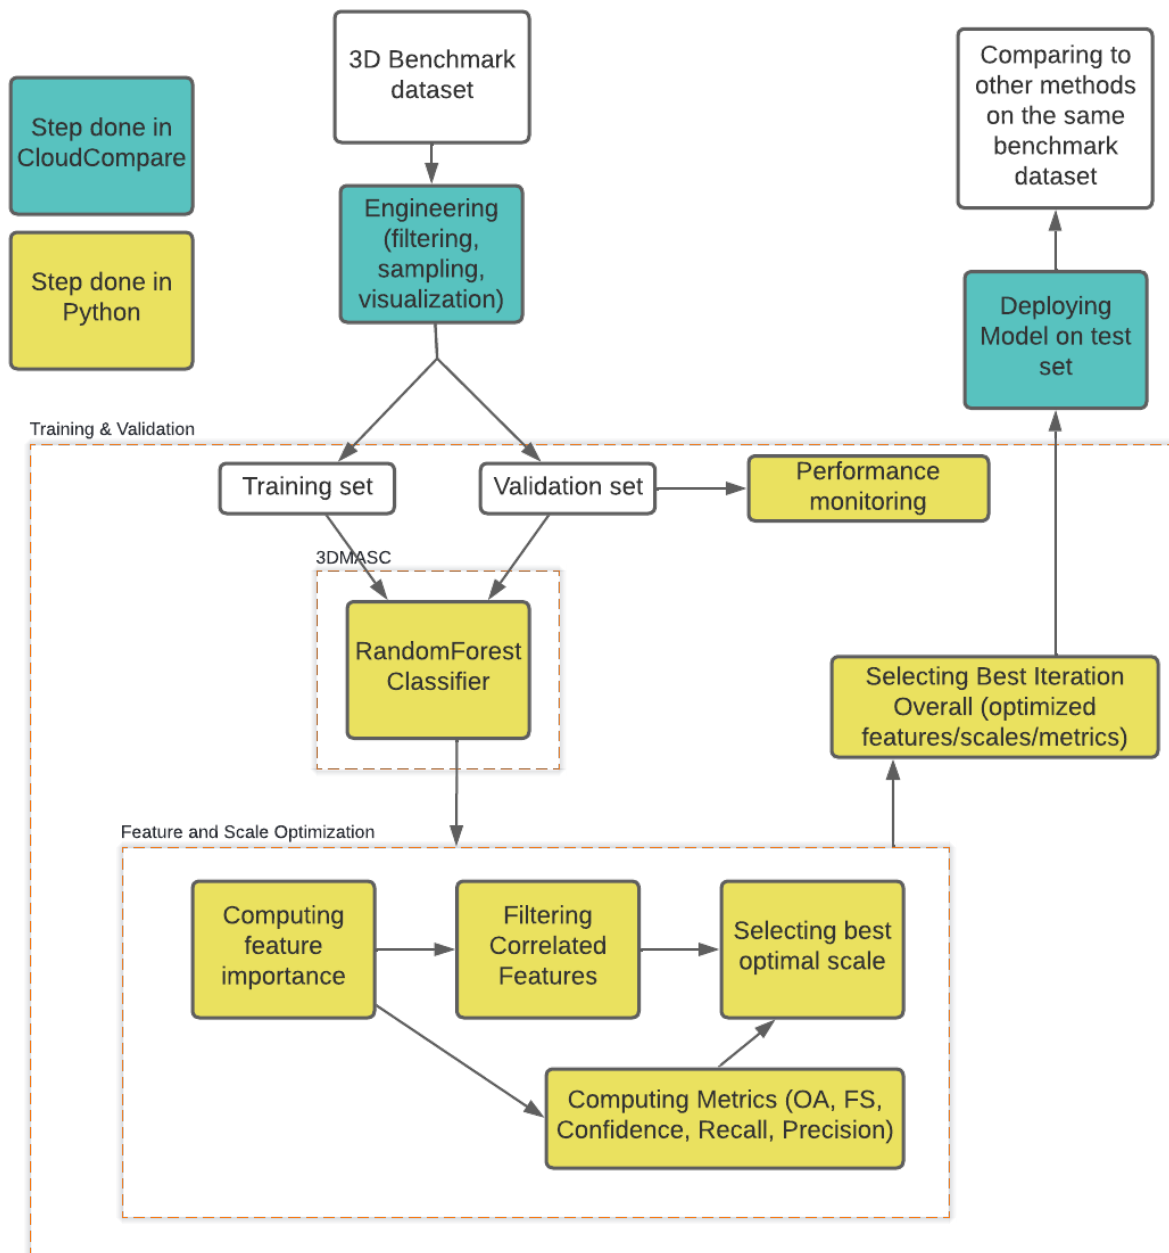 3D Benchmark
dataset
Comparing to
other methods
on the same
benchmark
dataset
Step done in
CloudCompare
Engineering
(filtering,
sampling,
visualization)
Step done in
Python
Deploying
Model on test
set
Training & Validation
Training set
Validation set
Performance
monitoring
3DMASC
RandomForest
Classifier
Selecting Best Iteration
Overall (optimized
features/scales/metrics)
Feature and Scale Optimization
Computing
feature
importance
Filtering
Correlated
Features
Selecting best
optimal scale
Computing Metrics (OA, FS,
Confidence, Recall, Precision)